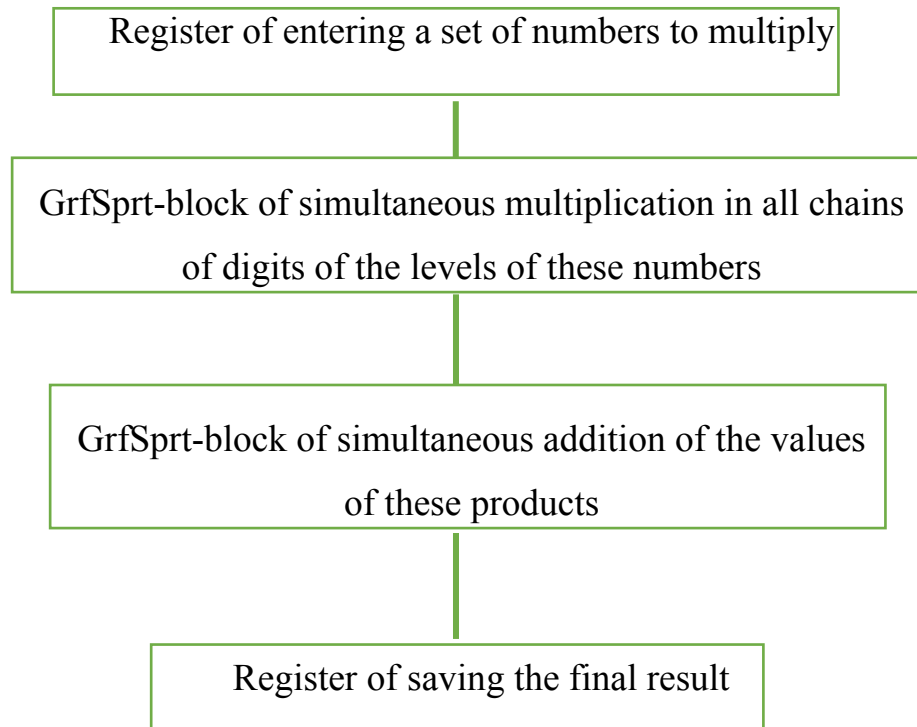 Register of entering a set of numbers to multiply
GrfSprt-block of simultaneous multiplication in all chains
of digits of the levels of these numbers
GrfSprt-block of simultaneous addition of the values
of these products
Register of saving the final result